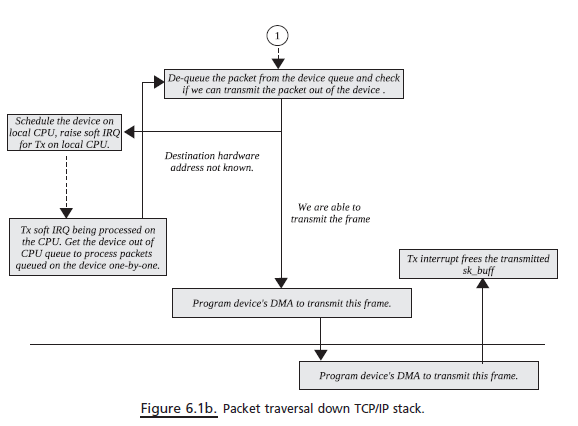 1
De-queue the packet from the device queue and check
if we can transmit the packet out of the device .
Schedule the device on
local CPU, raise soft IRQ
for Tx on local CPU.
Destination hardware
address not known.
We are able to
transmit the frame
Tx soft IRQ being processed on
the CPU. Get the device out of
CPU queue to process packets
queued on the device one-by-one.
Tx interrupt frees the transmitted
sk_buff
Program device's DMA to transmit this frame.
Program device's DMA to transmit this frame.
Figure 6.1b. Packet traversal down TCP/IP stack.